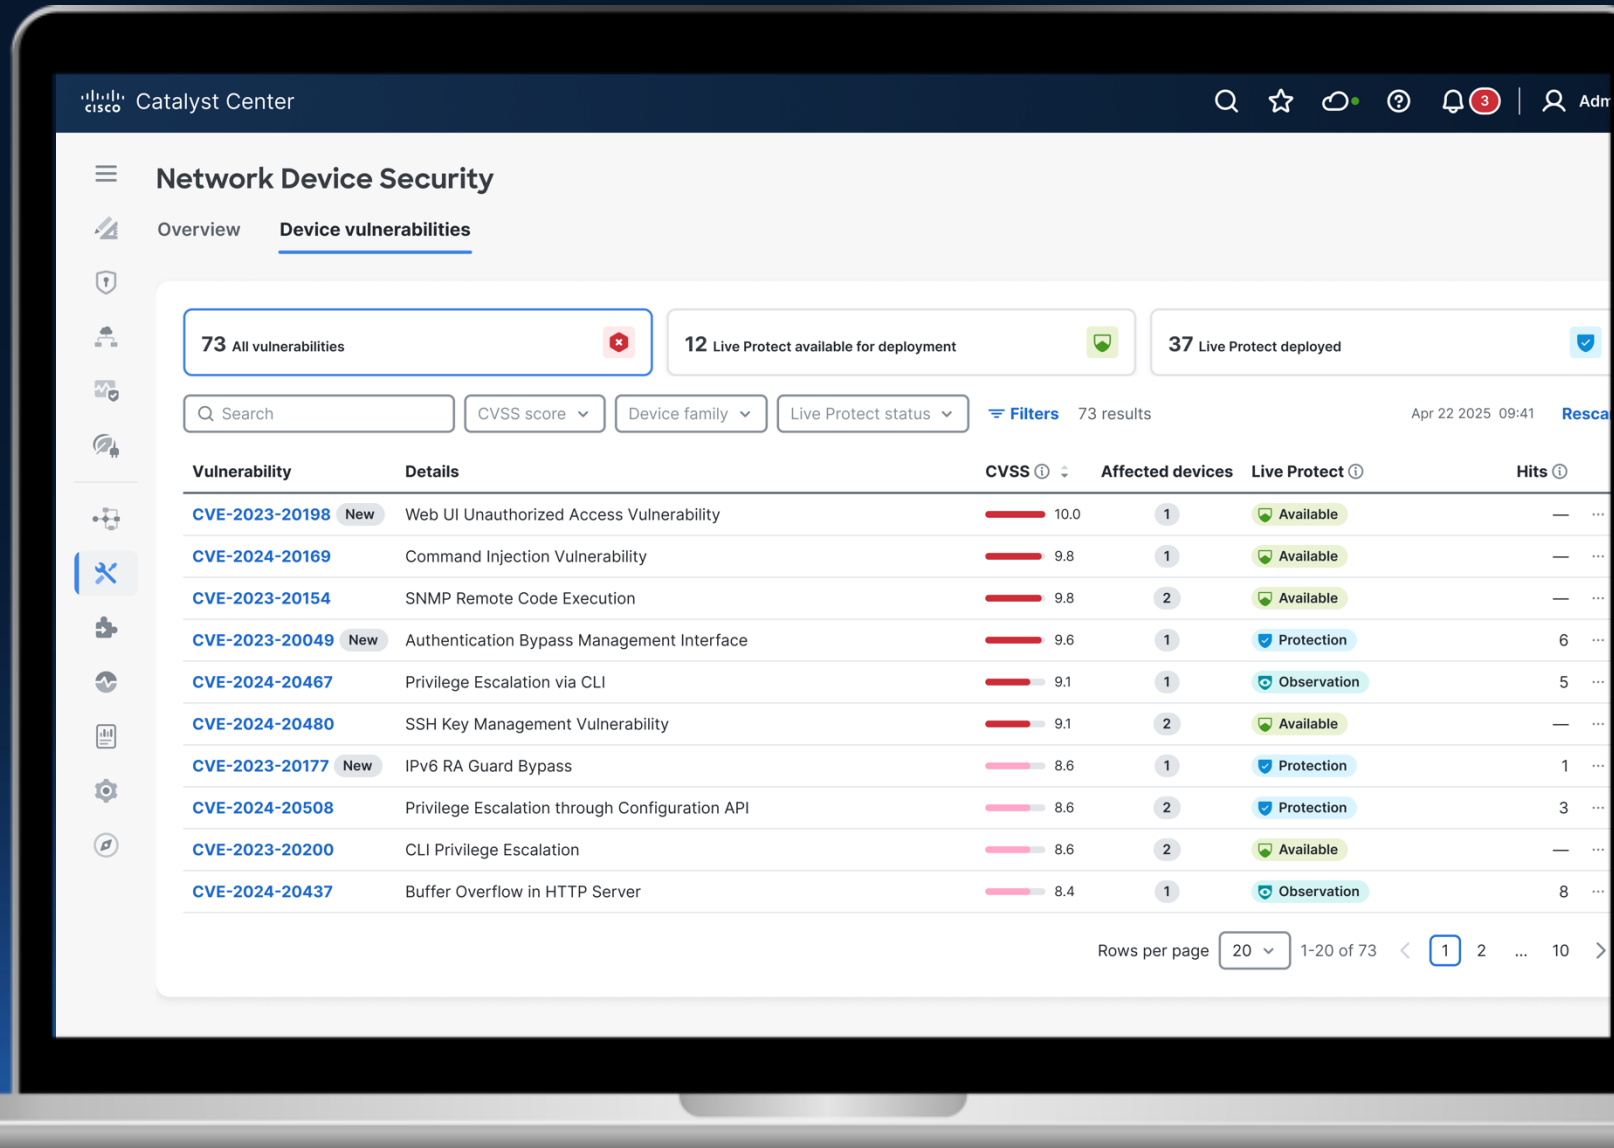 CISCO Catalyst Center
3
Network Device Security
Overview Device vulnerabilities
73 All vulnerabilities
12 Live Protect available for deployment
37 Live Protect deployed
Search
CVSS score
Device family
Live Protect status
Filters
73 results
Apr 22 2025 09:41
Vulnerability Details CVSS Affected devices Live Protect Hits
CVE-2023-20198 New Web UI Unauthorized Access Vulnerability 10.0 1 Available —
CVE-2024-20169 Command Injection Vulnerability 9.8 1 Available —
CVE-2023-20154 SNMP Remote Code Execution 9.8 2 Available —
CVE-2023-20049 New Authentication Bypass Management Interface 9.6 1 Protection 6
CVE-2024-20467 Privilege Escalation via CLI 9.1 1 Observation 5
CVE-2024-20480 SSH Key Management Vulnerability 9.1 2 Available —
CVE-2023-20177 New IPv6 RA Guard Bypass 8.6 1 Protection 1
CVE-2024-20508 Privilege Escalation through Configuration API 8.6 2 Protection 3
CVE-2023-20200 CLI Privilege Escalation 8.6 2 Available —
CVE-2024-20437 Buffer Overflow in HTTP Server 8.4 1 Observation 8
Rows per page 20 1-20 of 73 1 2 ... 10